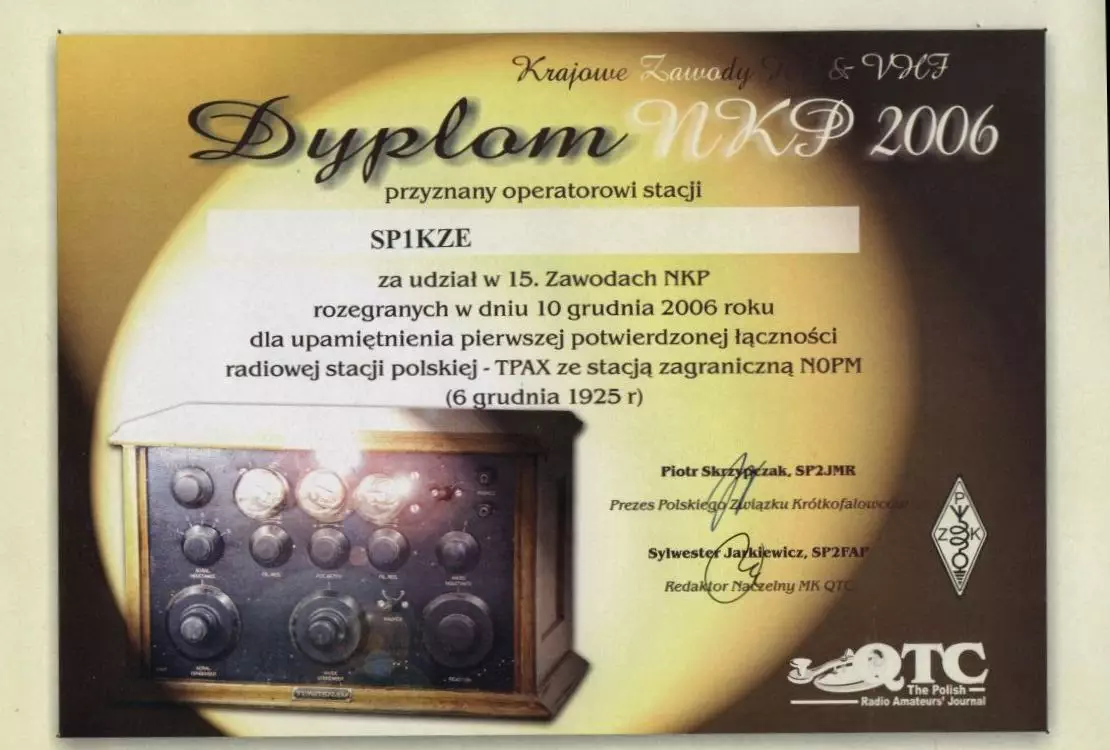 Krajowe Zawody & VHF
Dyplom NKP 2006
przyznany operatorowi stacji
SP1KZE
za udział w 15. Zawodach NKP
rozegranych w dniu 10 grudnia 2006 roku
dla upamiętnienia pierwszej potwierdzonej łączności
radiowej stacji polskiej - TPAX ze stacją zagraniczną N0PM
(6 grudnia 1925 r)
Piotr Skrzypczak, SP2JMR
Prezes Polskiego Związku Krótkofalowców
Sylwester Jarkiewicz, SP2FAP
Redaktor Naczelny MK QTC
P
Z K
QTC
The Polish
Radio Amateurs' Journal